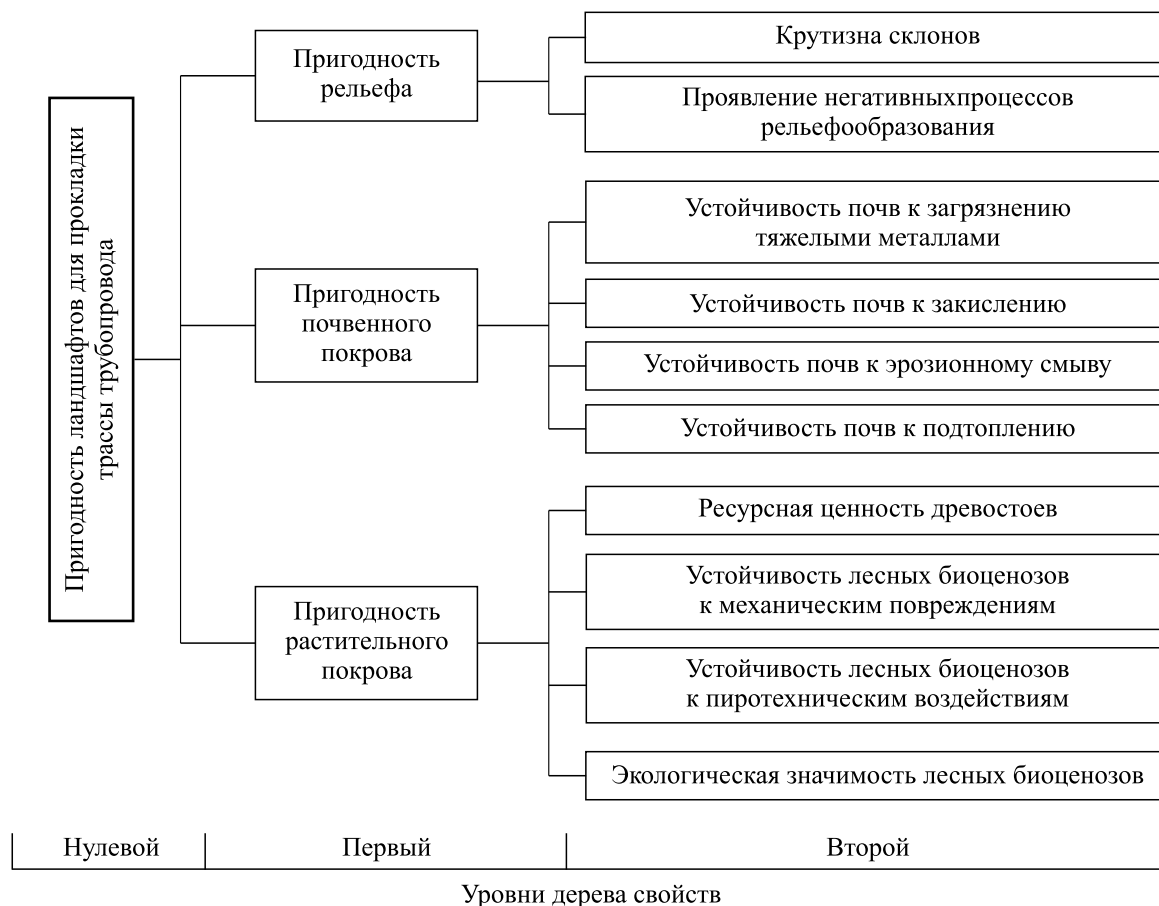 Пригодность ландшафтов для прокладки
трассы трубопровода
Пригодность
рельефа
Крутизна склонов
Проявление негативныхпроцессов
рельефообразования
Пригодность
почвенного
покрова
Устойчивость почв к загрязнению
тяжелыми металлами
Устойчивость почв к закислению
Устойчивость почв к эрозионному смыву
Устойчивость почв к подтоплению
Пригодность
растительного
покрова
Ресурсная ценность древостоев
Устойчивость лесных биоценозов
к механическим повреждениям
Устойчивость лесных биоценозов
к пиротехническим воздействиям
Экологическая значимость лесных биоценозов
Нулевой
Первый
Второй
Уровни дерева свойств